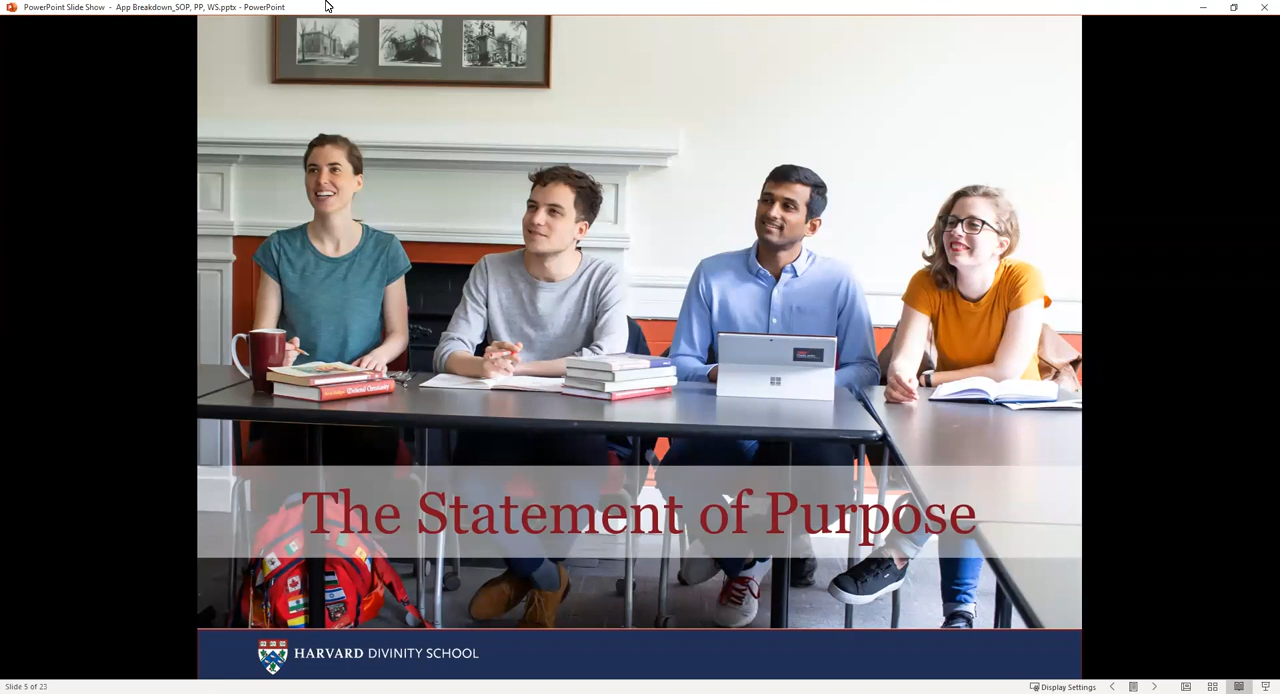 PowerPoint Slide Show - App Breakdown_SOP, PP, WS.pptx - PowerPoint
The Statement of Purpose
HARVARD DIVINITY SCHOOL
Slide 5 of 23
Display Settings